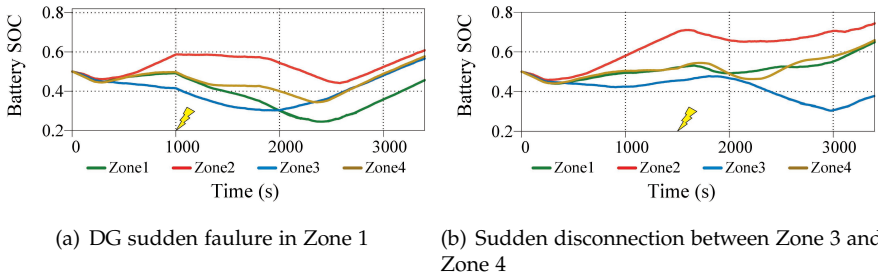 0.8
0.6
0.4
0.2
Battery SOC
0
1000
2000
3000
Zone1
Zone2
Zone3
Zone4
Time (s)
(a) DG sudden faulure in Zone 1
0.8
0.6
0.4
0.2
Battery SOC
0
1000
2000
3000
Zone1
Zone2
Zone3
Zone4
Time (s)
(b) Sudden disconnection between Zone 3 and
Zone 4